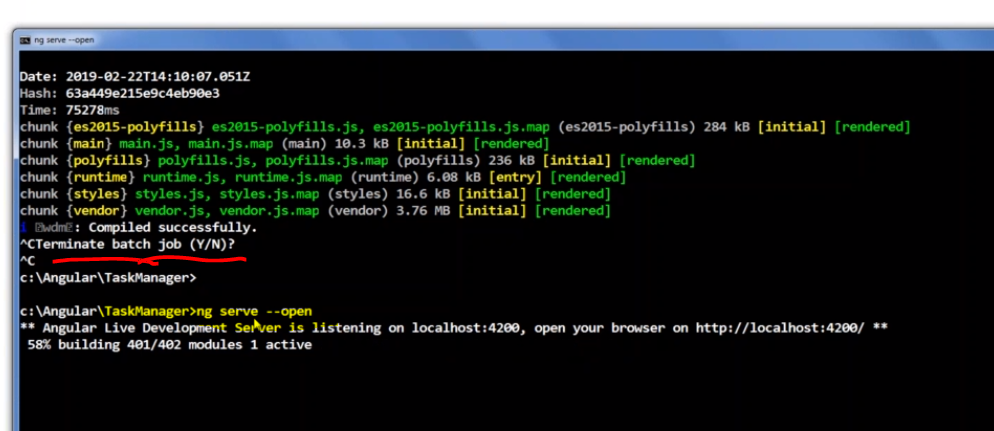 ng serve --open
Date: 2019-02-22T14:10:07.051Z
Hash: 63a449e215e9c4eb90e3
Time: 75278ms
chunk {es2015-polyfills} es2015-polyfills.js, es2015-polyfills.js.map (es2015-polyfills) 284 kB [initial] [rendered]
chunk {main} main.js, main.js.map (main) 10.3 kB [initial] [rendered]
chunk {polyfills} polyfills.js, polyfills.js.map (polyfills) 236 kB [initial] [rendered]
chunk {runtime} runtime.js, runtime.js.map (runtime) 6.08 kB [entry] [rendered]
chunk {styles} styles.js, styles.js.map (styles) 16.6 kB [initial] [rendered]
chunk {vendor} vendor.js, vendor.js.map (vendor) 3.76 MB [initial] [rendered]
i ⍰wdm⍰: Compiled successfully.
^CTerminate batch job (Y/N)?
^C
c:\Angular\TaskManager>
c:\Angular\TaskManager>ng serve --open
** Angular Live Development Server is listening on localhost:4200, open your browser on http://localhost:4200/ **
58% building 401/402 modules 1 active